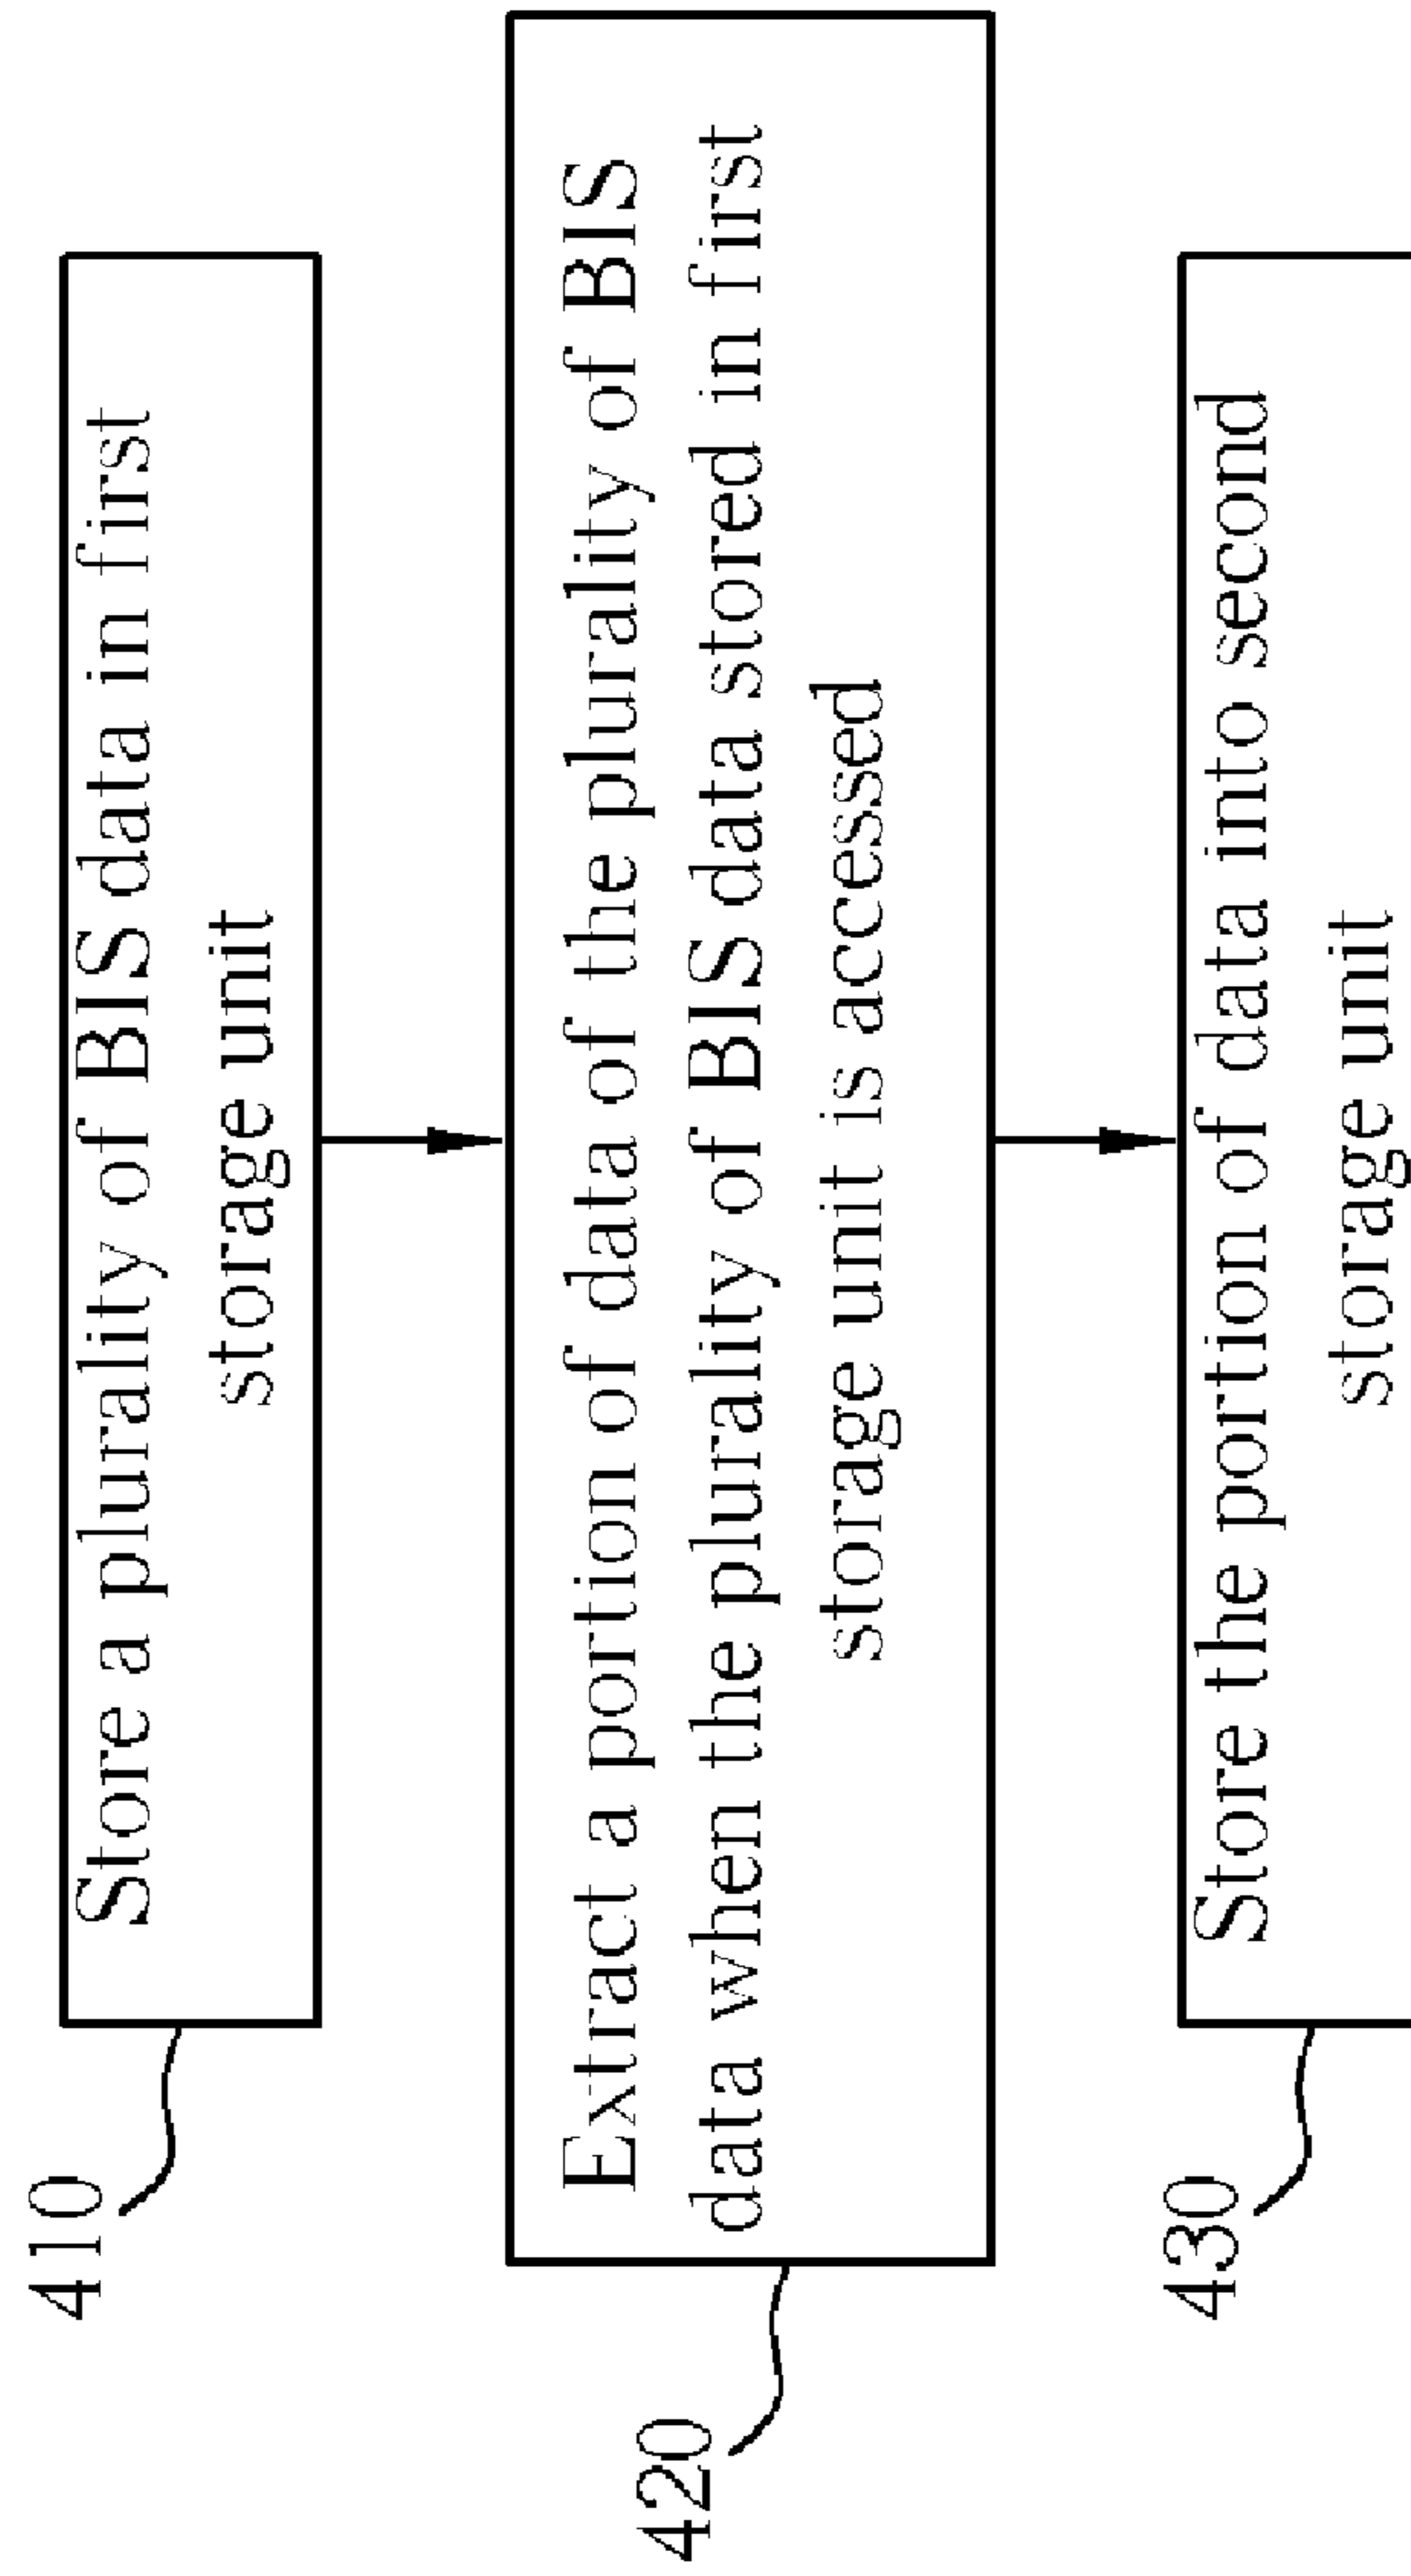 410
Store a plurality of BIS data in first
storage unit
420
Extract a portion of data of the plurality of BIS
data when the plurality of BIS data stored in first
storage unit is accessed
430
Store the portion of data into second
storage unit